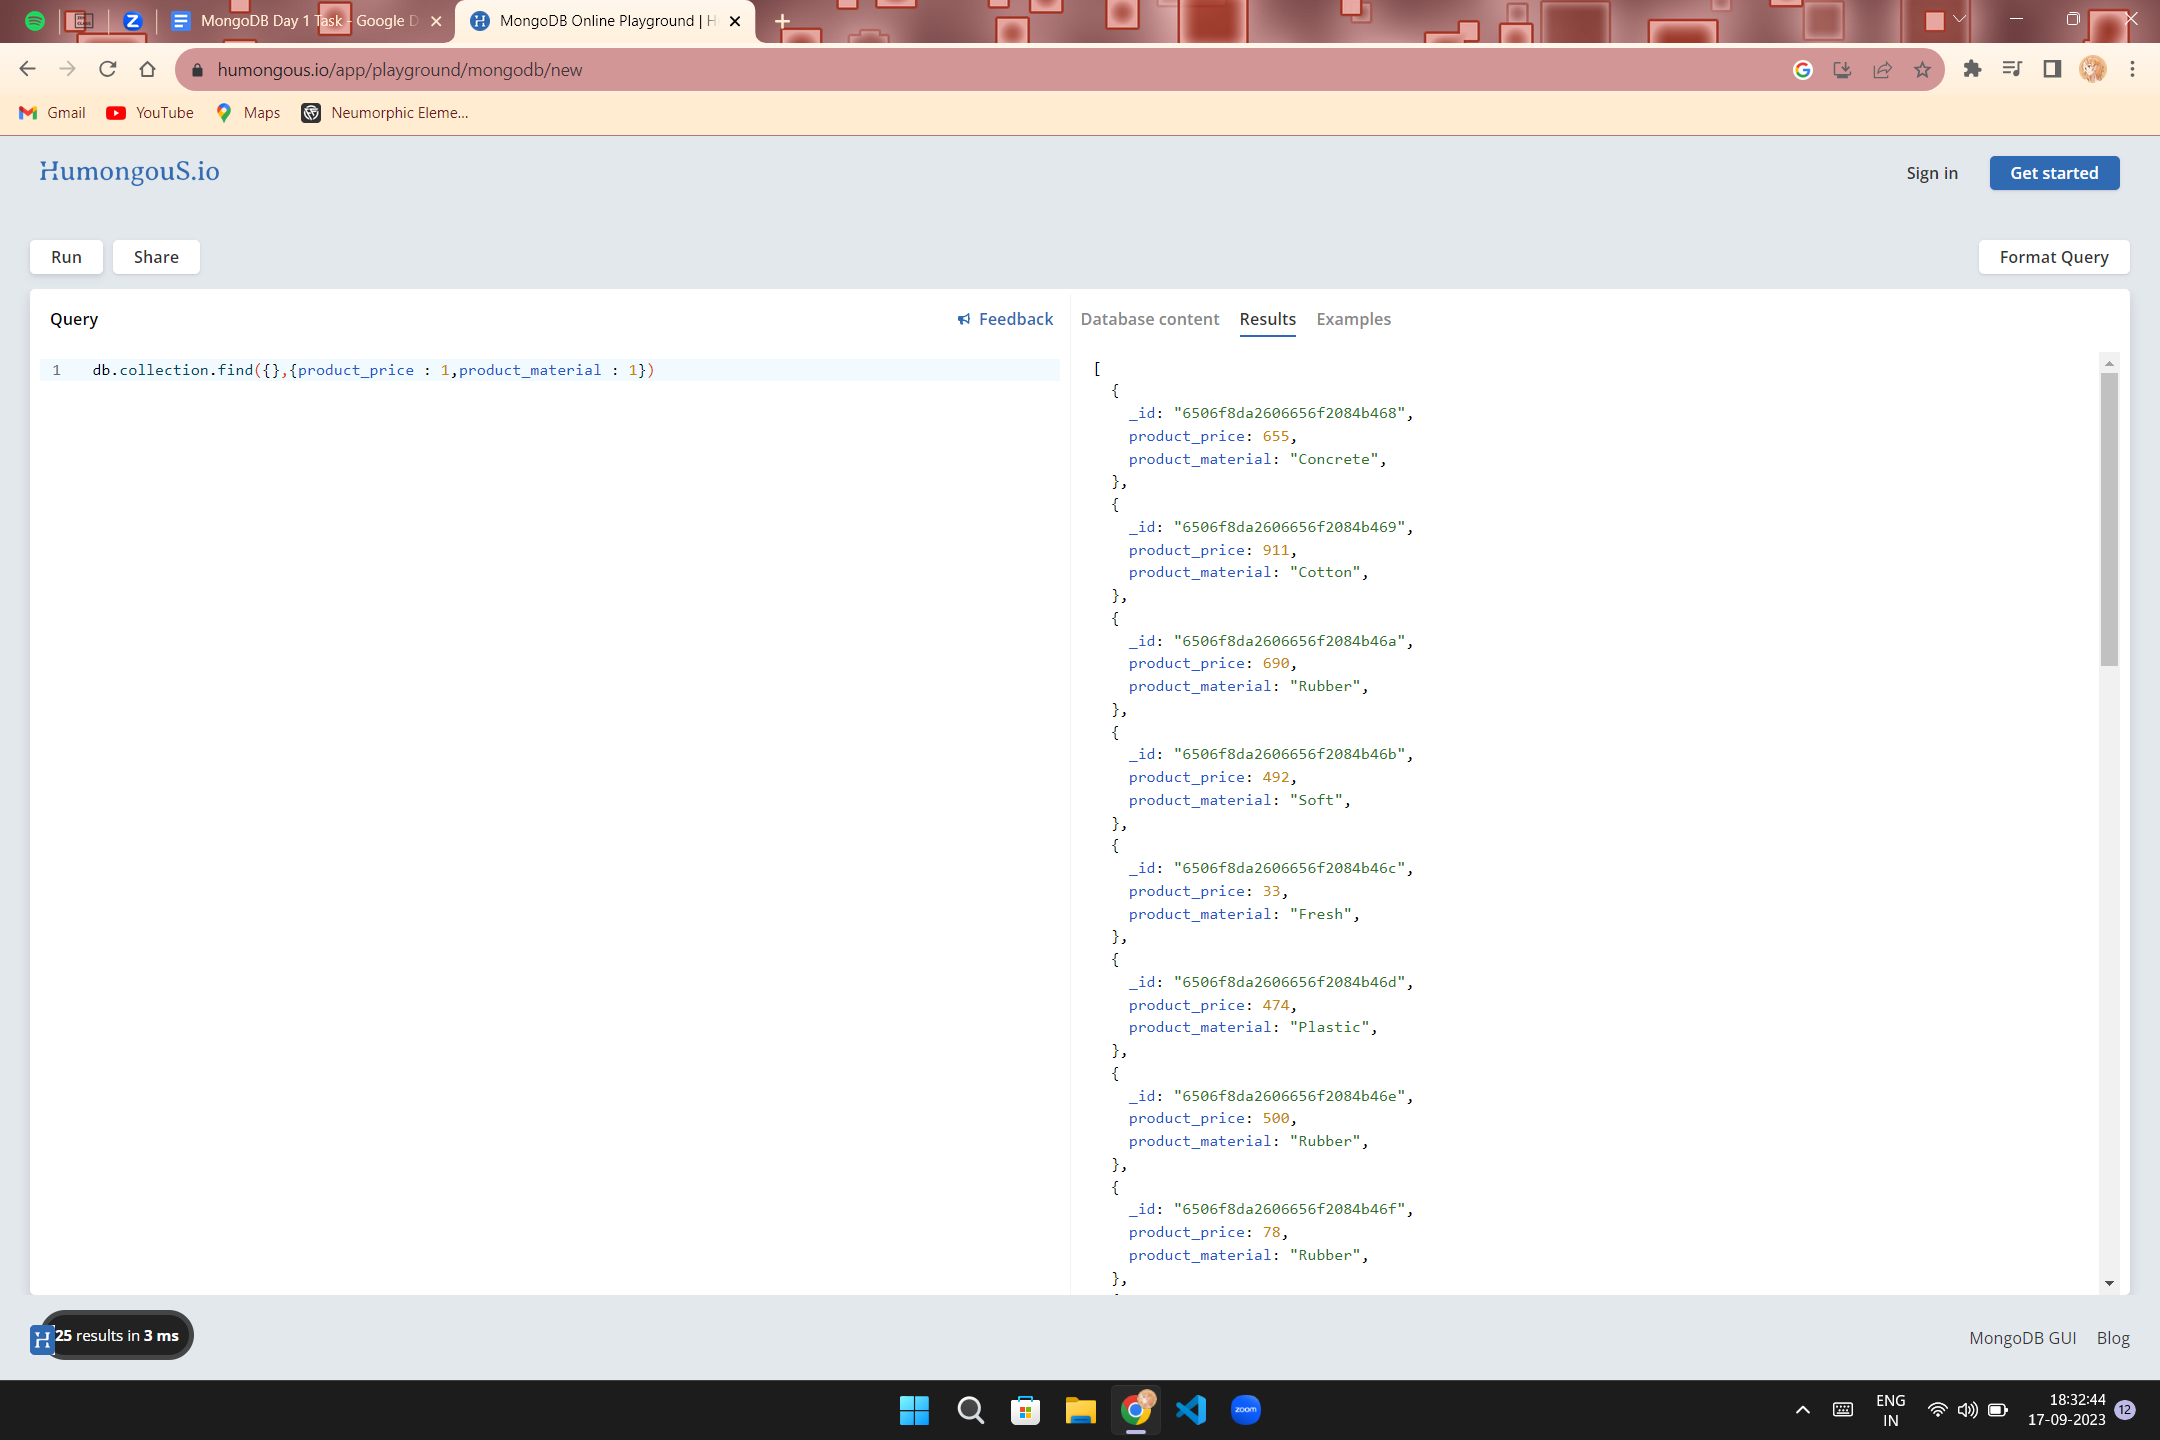 MongoDB Day 1 Task - Google D
MongoDB Online Playground | H
humongous.io/app/playground/mongodb/new
Gmail
YouTube
Maps
Neumorphic Eleme...
HumongouS.io
Sign in
Get started
Run
Share
Format Query
Query
Feedback
Database content
Results
Examples
1 db.collection.find({},{product_price : 1,product_material : 1})
[
{
_id: "6506f8da2606656f2084b468",
product_price: 655,
product_material: "Concrete",
},
{
_id: "6506f8da2606656f2084b469",
product_price: 911,
product_material: "Cotton",
},
{
_id: "6506f8da2606656f2084b46a",
product_price: 690,
product_material: "Rubber",
},
{
_id: "6506f8da2606656f2084b46b",
product_price: 492,
product_material: "Soft",
},
{
_id: "6506f8da2606656f2084b46c",
product_price: 33,
product_material: "Fresh",
},
{
_id: "6506f8da2606656f2084b46d",
product_price: 474,
product_material: "Plastic",
},
{
_id: "6506f8da2606656f2084b46e",
product_price: 500,
product_material: "Rubber",
},
{
_id: "6506f8da2606656f2084b46f",
product_price: 78,
product_material: "Rubber",
},
25 results in 3 ms
MongoDB GUI
Blog
zoom
ENG
IN
18:32:44
17-09-2023
12